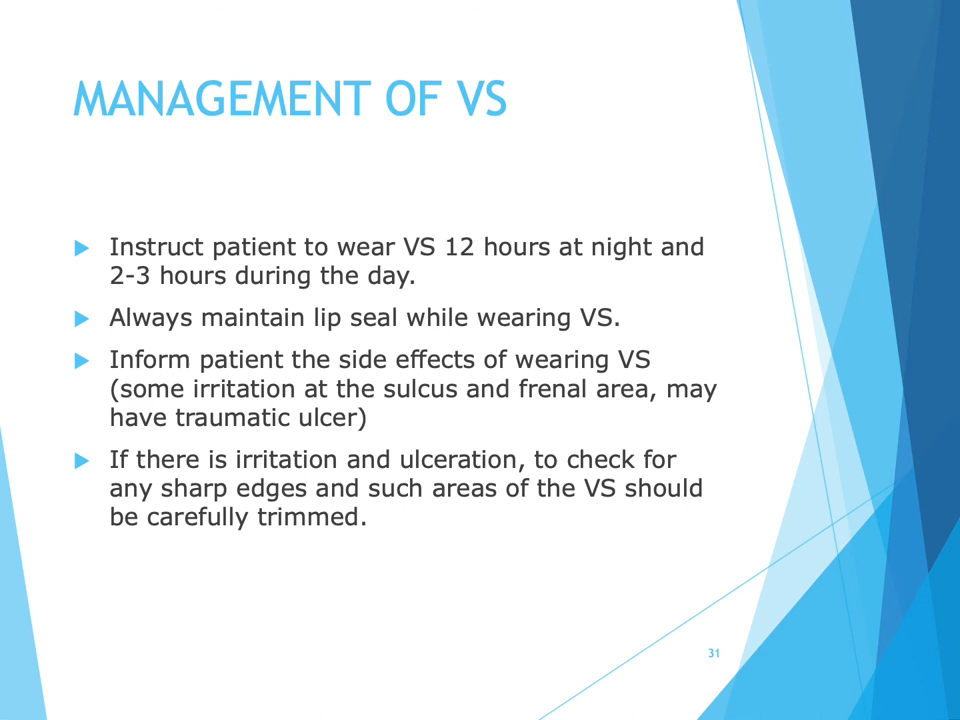 MANAGEMENT OF VS
Instruct patient to wear VS 12 hours at night and
2-3 hours during the day.
Always maintain lip seal while wearing VS.
Inform patient the side effects of wearing VS
(some irritation at the sulcus and frenal area, may
have traumatic ulcer)
If there is irritation and ulceration, to check for
any sharp edges and such areas of the VS should
be carefully trimmed.
31